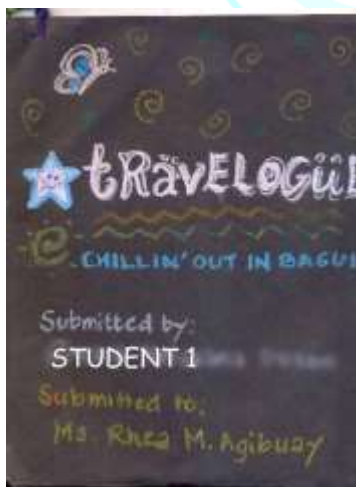 tRävELOGüE
CHILLIN' OUT IN BAGUI
Submitted by:
STUDENT 1
Submitted to:
Ms. Rhea M. Agibuay